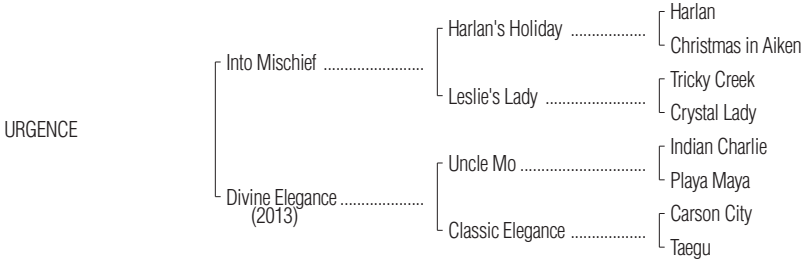 Harlan
Harlan's Holiday ..................
Christmas in Aiken
Into Mischief ........................
Tricky Creek
Leslie's Lady ........................
Crystal Lady
URGENCE
Indian Charlie
Uncle Mo ..............................
Playa Maya
Divine Elegance ....................
(2013)
Carson City
Classic Elegance ..................
Taegu